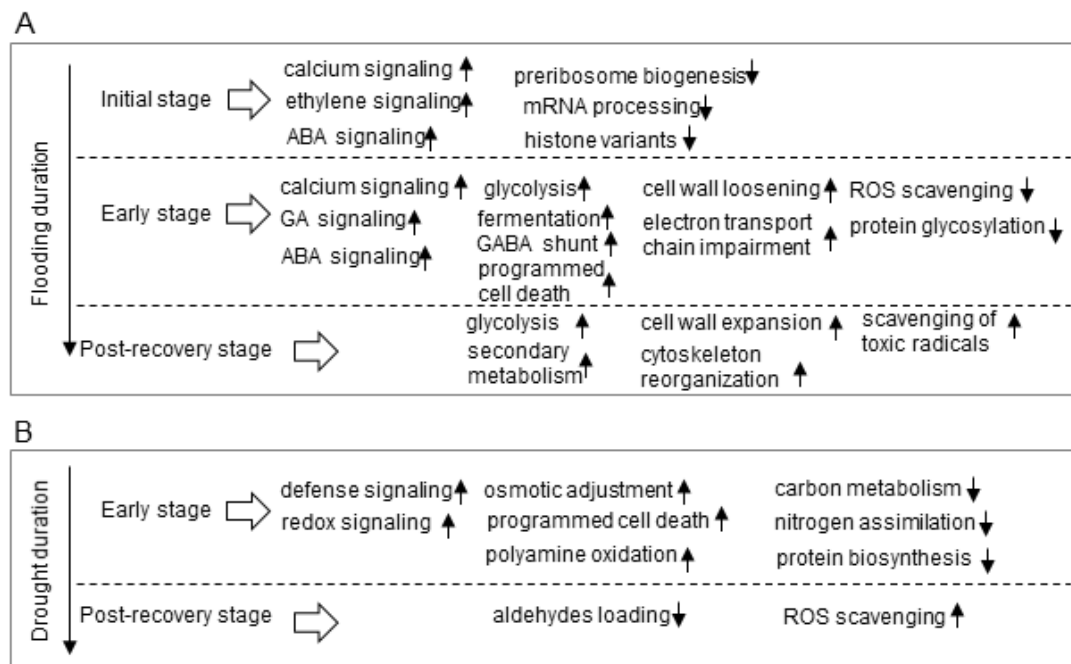 A
Flooding duration
Initial stage
calcium signaling
ethylene signaling
ABA signaling
preribosome biogenesis
mRNA processing
histone variants
Early stage
calcium signaling
GA signaling
ABA signaling
glycolysis
fermentation
GABA shunt
programmed
cell death
cell wall loosening
electron transport
chain impairment
ROS scavenging
protein glycosylation
Post-recovery stage
glycolysis
secondary
metabolism
cell wall expansion
cytoskeleton
reorganization
scavenging of
toxic radicals
B
Drought duration
Early stage
defense signaling
redox signaling
osmotic adjustment
programmed cell death
polyamine oxidation
carbon metabolism
nitrogen assimilation
protein biosynthesis
Post-recovery stage
aldehydes loading
ROS scavenging